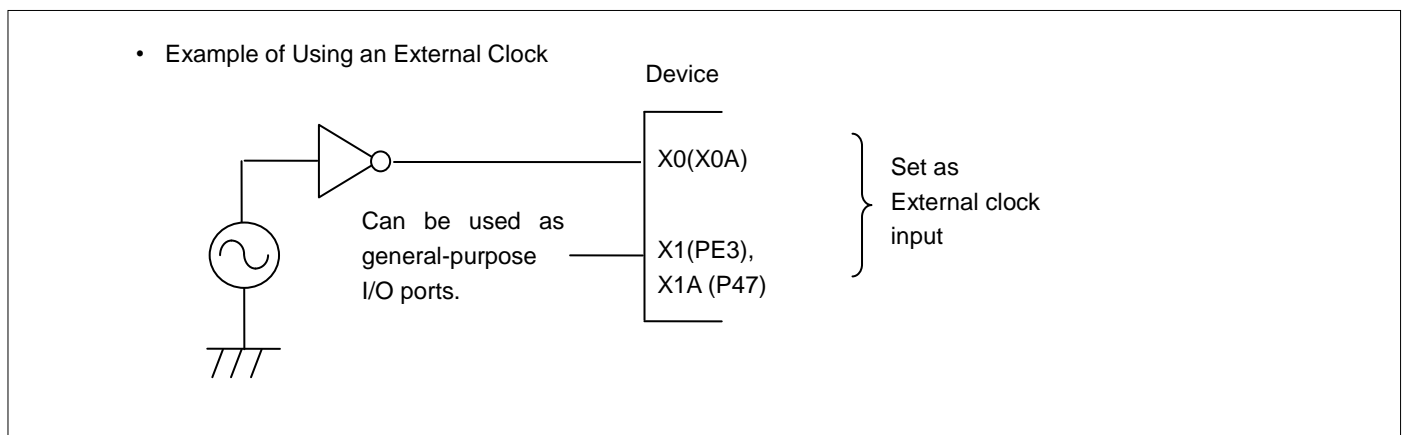 • Example of Using an External Clock
Device
X0(X0A)
Can be used as
general-purpose
I/O ports.
X1(PE3),
X1A (P47)
Set as
External clock
input